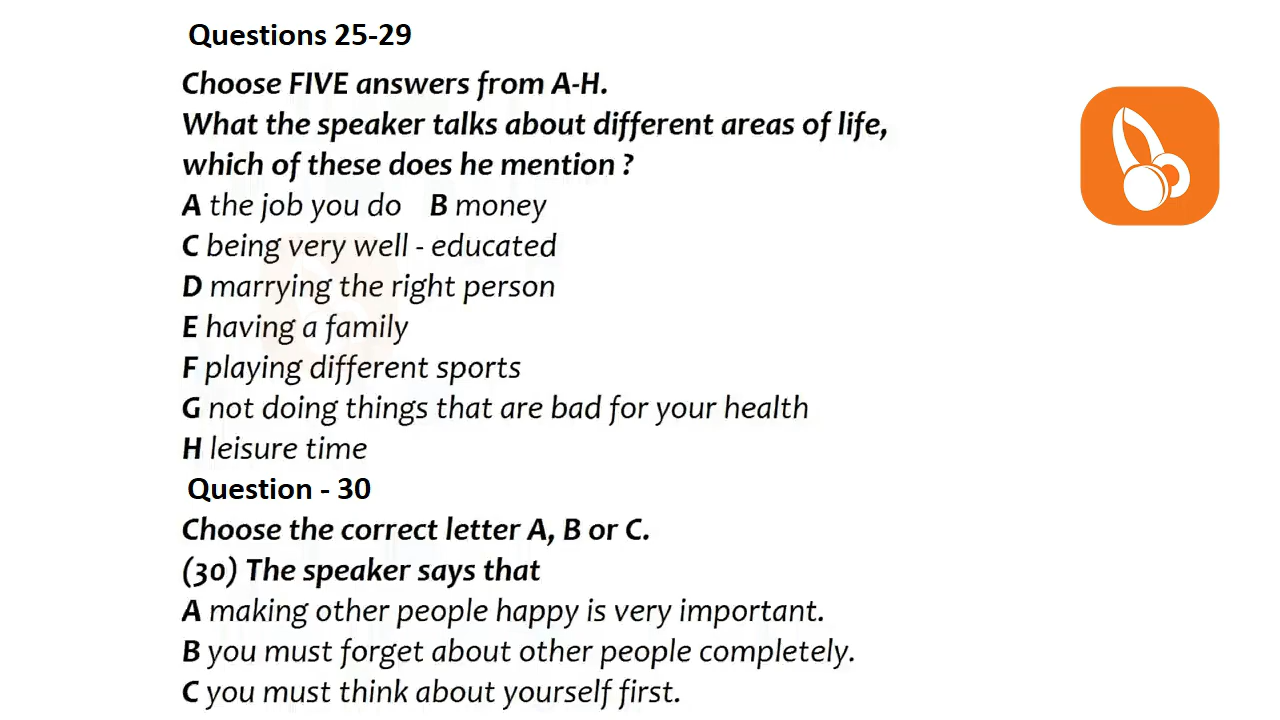 Questions 25-29
Choose FIVE answers from A-H.
What the speaker talks about different areas of life,
which of these does he mention ?
A the job you do B money
C being very well - educated
D marrying the right person
E having a family
F playing different sports
G not doing things that are bad for your health
H leisure time
Question - 30
Choose the correct letter A, B or C.
(30) The speaker says that
A making other people happy is very important.
B you must forget about other people completely.
C you must think about yourself first.